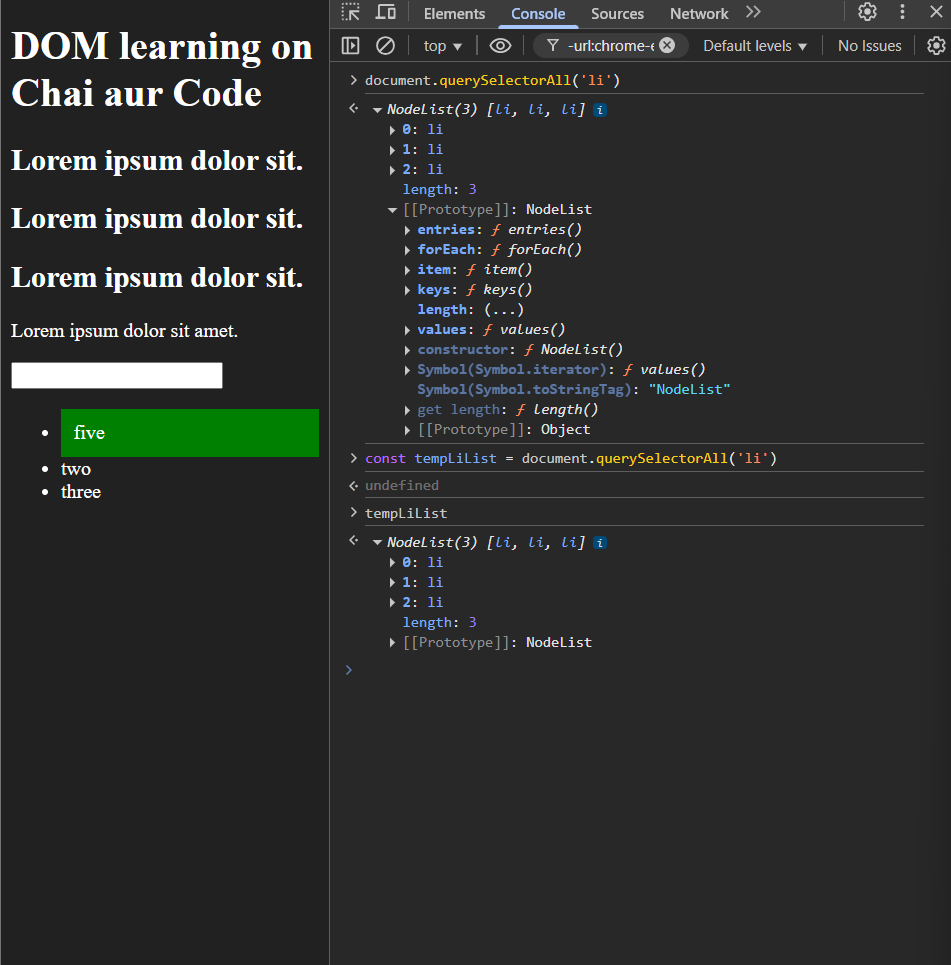 DOM learning on
Chai aur Code
Lorem ipsum dolor sit.
Lorem ipsum dolor sit.
Lorem ipsum dolor sit.
Lorem ipsum dolor sit amet.
five
two
three
Elements Console Sources Network
top -url:chrome-e Default levels No Issues
document.querySelectorAll('li')
NodeList(3) [li, li, li] i
0: li
1: li
2: li
length: 3
[[Prototype]]: NodeList
entries: ƒ entries()
forEach: ƒ forEach()
item: ƒ item()
keys: ƒ keys()
length: (...)
values: ƒ values()
constructor: ƒ NodeList()
Symbol(Symbol.iterator): ƒ values()
Symbol(Symbol.toStringTag): "NodeList"
get length: ƒ length()
[[Prototype]]: Object
const tempLiList = document.querySelectorAll('li')
undefined
tempLiList
NodeList(3) [li, li, li] i
0: li
1: li
2: li
length: 3
[[Prototype]]: NodeList